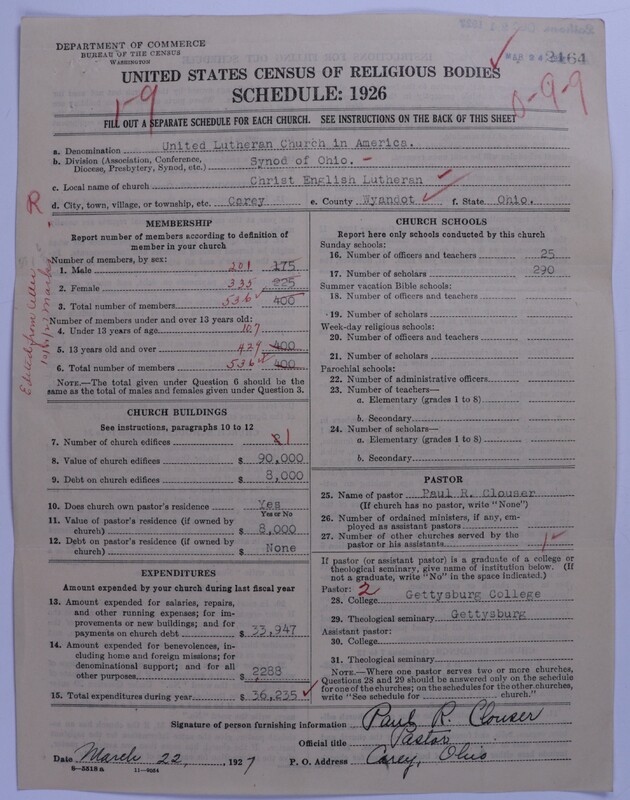 DEPARTMENT OF COMMERCE
BUREAU OF THE CENSUS
WASHINGTON
2164
UNITED STATES CENSUS OF RELIGIOUS BODIES
SCHEDULE: 1926
1-9
0-9-9
FILL OUT A SEPARATE SCHEDULE FOR EACH CHURCH. SEE INSTRUCTIONS ON THE BACK OF THIS SHEET
a. Denomination United Lutheran Church in America.
b. Division (Association, Conference, Diocese, Presbytery, Synod, etc.) Synod of Ohio.
c. Local name of church Christ English Lutheran
d. City, town, village, or township, etc. Carey e. County Wyandot f. State Ohio.
R
MEMBERSHIP
Report number of members according to definition of
member in your church
Number of members, by sex:
1. Male 201 175
2. Female 335 225
3. Total number of members 536 400
Number of members under and over 13 years old:
4. Under 13 years of age 107
5. 13 years old and over 429 400
6. Total number of members 536 400
NOTE.—The total given under Question 6 should be the
same as the total of males and females given under Question 3.
CHURCH BUILDINGS
See instructions, paragraphs 10 to 12
7. Number of church edifices 1
8. Value of church edifices $ 90,000
9. Debt on church edifices $ 8,000
10. Does church own pastor's residence Yes
Yes or No
11. Value of pastor's residence (if owned by
church) $ 8,000
12. Debt on pastor's residence (if owned by
church) $ None
EXPENDITURES
Amount expended by your church during last fiscal year
13. Amount expended for salaries, repairs,
and other running expenses; for im-
provements or new buildings; and for
payments on church debt $ 33,947
14. Amount expended for benevolences, in-
cluding home and foreign missions; for
denominational support; and for all
other purposes $ 2288
15. Total expenditures during year $ 36,235
CHURCH SCHOOLS
Report here only schools conducted by this church
Sunday schools:
16. Number of officers and teachers 25
17. Number of scholars 290
Summer vacation Bible schools:
18. Number of officers and teachers
19. Number of scholars
Week-day religious schools:
20. Number of officers and teachers
21. Number of scholars
Parochial schools:
22. Number of administrative officers
23. Number of teachers—
a. Elementary (grades 1 to 8)
b. Secondary
24. Number of scholars—
a. Elementary (grades 1 to 8)
b. Secondary
PASTOR
25. Name of pastor Paul R. Clouser
(If church has no pastor, write "None")
26. Number of ordained ministers, if any, em-
ployed as assistant pastors
27. Number of other churches served by the
pastor or his assistants 1
If pastor (or assistant pastor) is a graduate of a college or
theological seminary, give name of institution below. (If
not a graduate, write "No" in the space indicated.)
Pastor: 2
28. College Gettysburg College
29. Theological seminary Gettysburg
Assistant pastor:
30. College
31. Theological seminary
NOTE.—Where one pastor serves two or more churches,
Questions 28 and 29 should be answered only on the schedule
for one of the churches; on the schedules for the other churches,
write "See schedule for church."
Signature of person furnishing information Paul R. Clouser
Official title Pastor
Date March 22, 1927 P. O. Address Carey, Ohio
8-5518a 11-9064